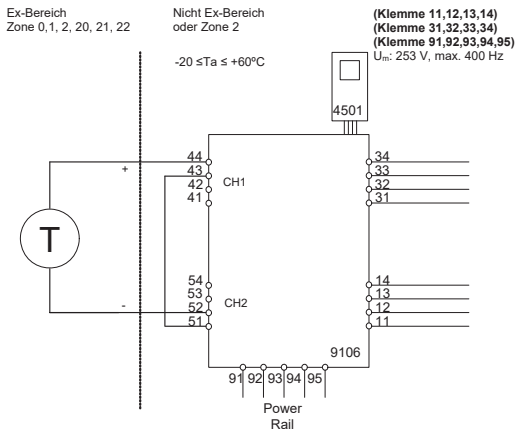 Ex-Bereich
Zone 0,1, 2, 20, 21, 22
Nicht Ex-Bereich
oder Zone 2
-20 ≤Ta ≤ +60ºC
(Klemme 11,12,13,14)
(Klemme 31,32,33,34)
(Klemme 91,92,93,94,95)
Uₘ: 253 V, max. 400 Hz
4501
44
43
42
41
CH1
34
33
32
31
+
T
-
54
53
52
51
CH2
14
13
12
11
9106
91 92 93 94 95
Power
Rail